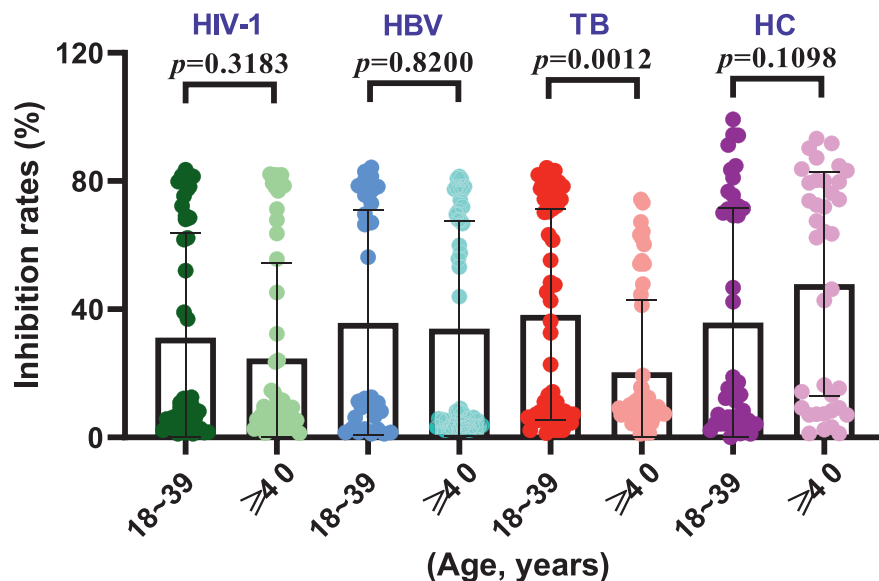 HIV-1 HBV TB HC
p=0.3183 p=0.8200 p=0.0012 p=0.1098
Inhibition rates (%)
120
80
40
0
18~39 ⩾40 18~39 ⩾40 18~39 ⩾40 18~39 ⩾40
(Age, years)